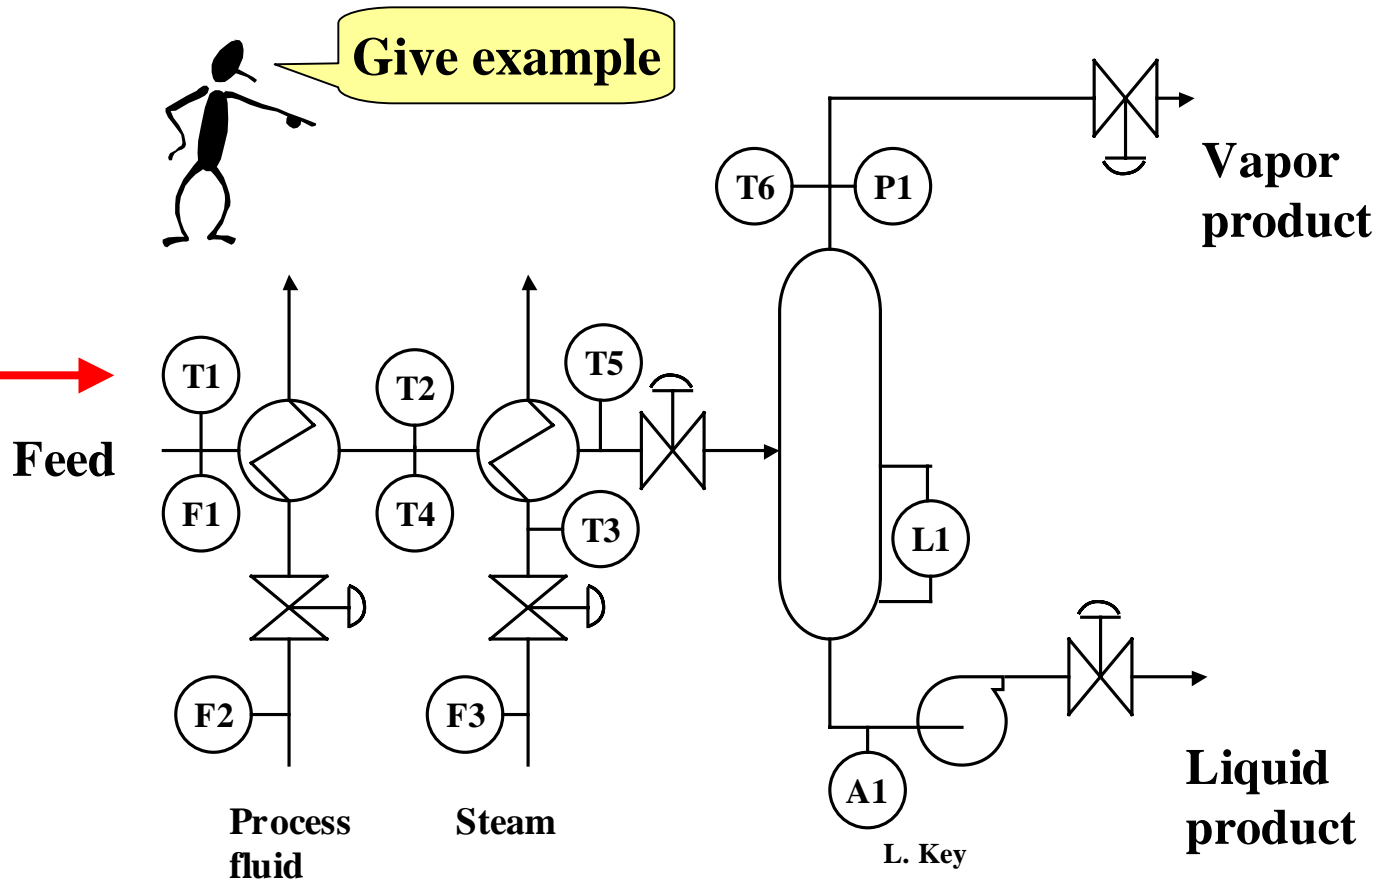 Give example
T6
P1
Vapor
product
T1
T2
T5
Feed
F1
T4
T3
L1
F2
F3
A1
Process
fluid
Steam
L. Key
Liquid
product